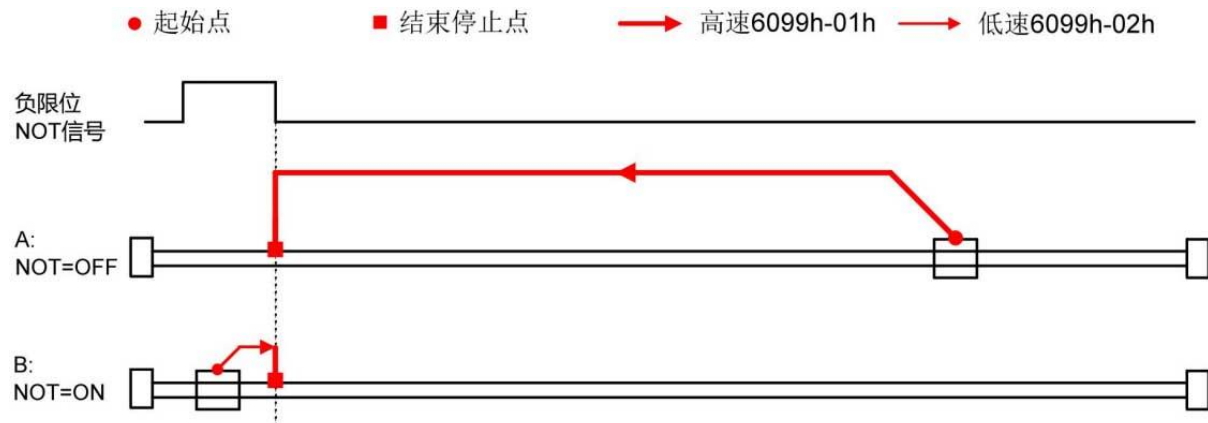 起始点 结束停止点 高速6099h-01h 低速6099h-02h
负限位
NOT信号
A:
NOT=OFF
B:
NOT=ON